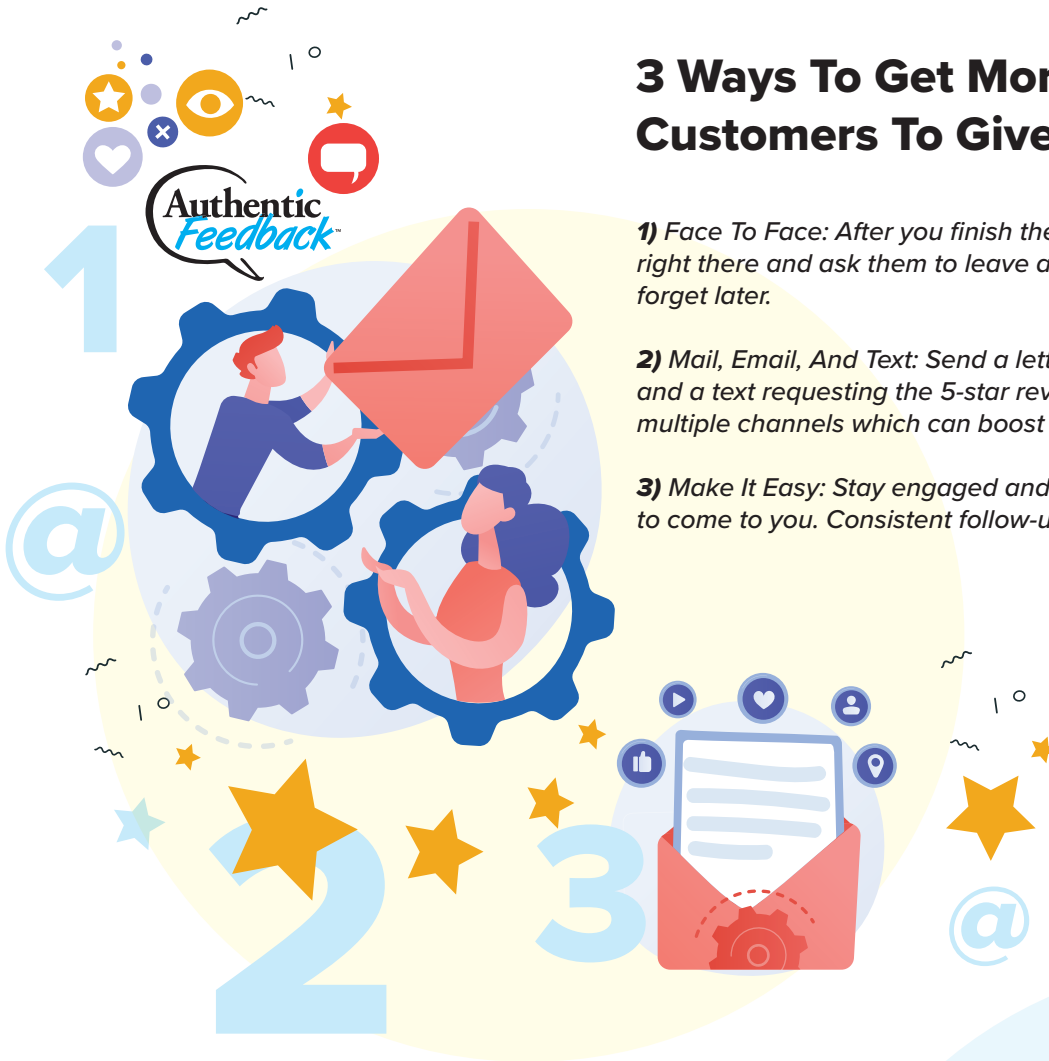 3 Ways To Get Mor
Customers To Give
Authentic
Feedback™
1
1) Face To Face: After you finish the
right there and ask them to leave a
forget later.
2) Mail, Email, And Text: Send a lett
and a text requesting the 5-star rev
multiple channels which can boost
3) Make It Easy: Stay engaged and
to come to you. Consistent follow-u
@
2
3
@